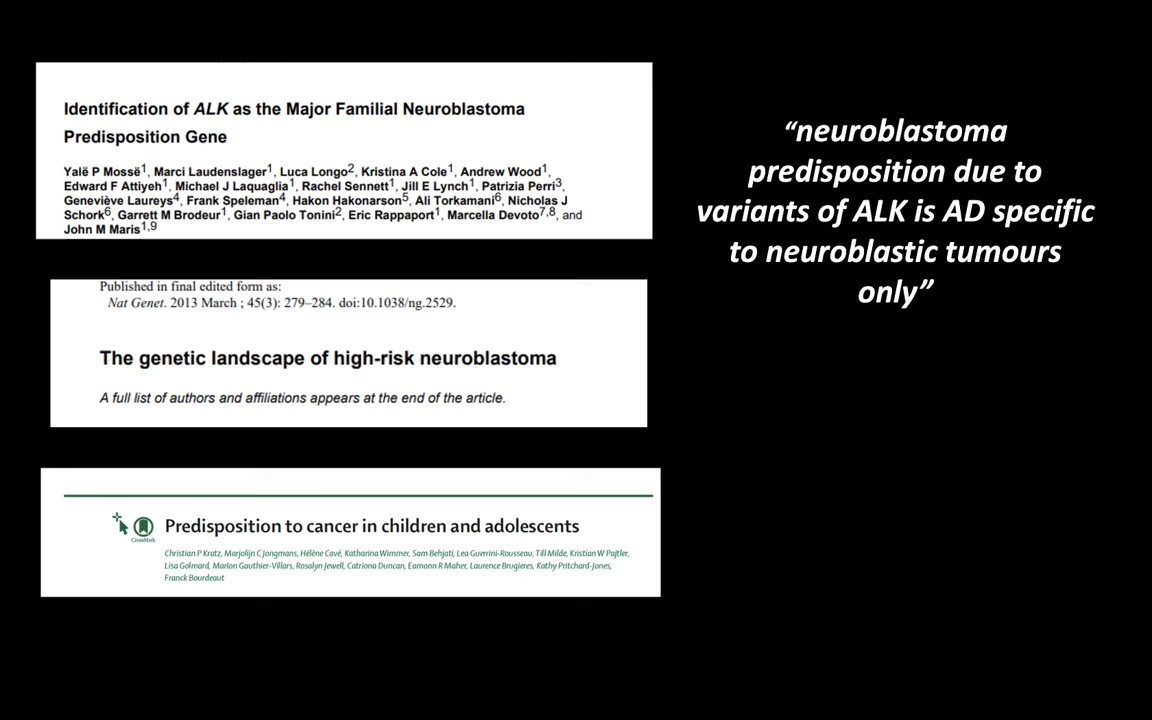 Identification of ALK as the Major Familial Neuroblastoma
Predisposition Gene
Yalë P Mossë1, Marci Laudenslager1, Luca Longo2, Kristina A Cole1, Andrew Wood1,
Edward F Attiyeh1, Michael J Laquaglia1, Rachel Sennett1, Jill E Lynch1, Patrizia Perri3,
Geneviève Laureys4, Frank Speleman4, Hakon Hakonarson5, Ali Torkamani6, Nicholas J
Schork6, Garrett M Brodeur1, Gian Paolo Tonini2, Eric Rappaport1, Marcella Devoto7,8, and
John M Maris1,9
Published in final edited form as:
Nat Genet. 2013 March ; 45(3): 279–284. doi:10.1038/ng.2529.
The genetic landscape of high-risk neuroblastoma
A full list of authors and affiliations appears at the end of the article.
CrossMark
Predisposition to cancer in children and adolescents
Christian P Kratz, Marjolijn C Jongmans, Hélène Cavé, Katharina Wimmer, Sam Behjati, Lea Guerrini-Rousseau, Till Milde, Kristian W Pajtler,
Lisa Golmard, Marion Gauthier-Villars, Rosalyn Jewell, Catriona Duncan, Eamonn R Maher, Laurence Brugieres, Kathy Pritchard-Jones,
Franck Bourdeaut
“neuroblastoma
predisposition due to
variants of ALK is AD specific
to neuroblastic tumours
only”